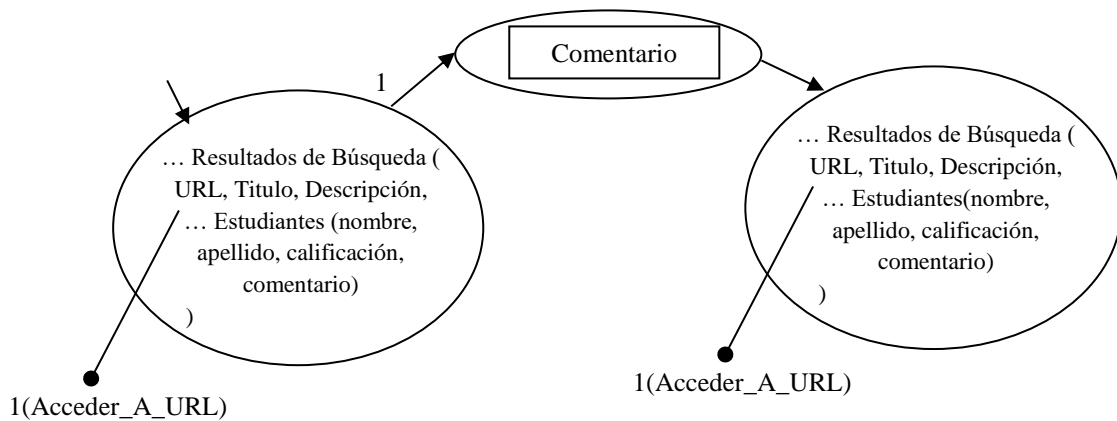 Comentario
1
… Resultados de Búsqueda (
URL, Titulo, Descripción,
… Estudiantes (nombre,
apellido, calificación,
comentario)
)
1(Acceder_A_URL)
… Resultados de Búsqueda (
URL, Titulo, Descripción,
… Estudiantes(nombre,
apellido, calificación,
comentario)
)
1(Acceder_A_URL)